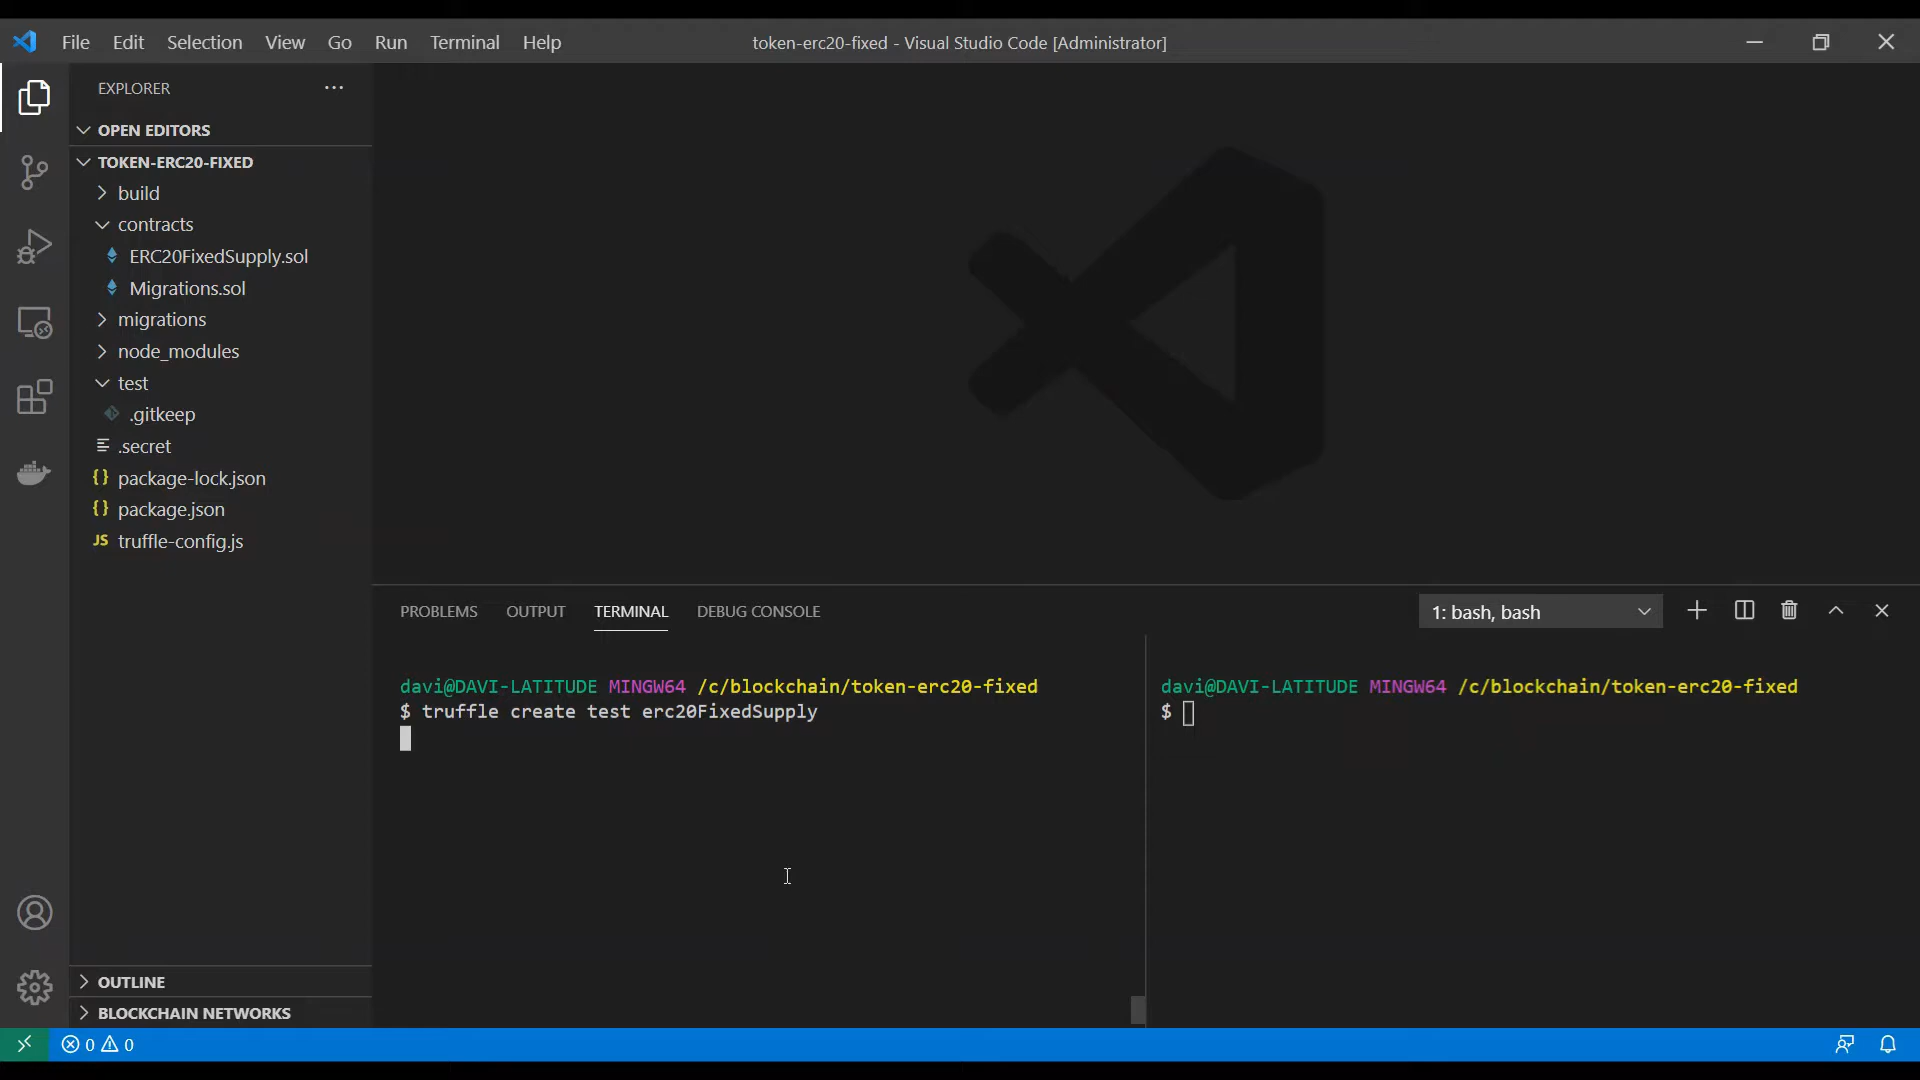 File Edit Selection View Go Run Terminal Help
token-erc20-fixed - Visual Studio Code [Administrator]
EXPLORER
OPEN EDITORS
TOKEN-ERC20-FIXED
build
contracts
ERC20FixedSupply.sol
Migrations.sol
migrations
node_modules
test
.gitkeep
.secret
{} package-lock.json
{} package.json
JS truffle-config.js
OUTLINE
BLOCKCHAIN NETWORKS
PROBLEMS OUTPUT TERMINAL DEBUG CONSOLE
1: bash, bash
davi@DAVI-LATITUDE MINGW64 /c/blockchain/token-erc20-fixed
$ truffle create test erc20FixedSupply
davi@DAVI-LATITUDE MINGW64 /c/blockchain/token-erc20-fixed
$
0 0